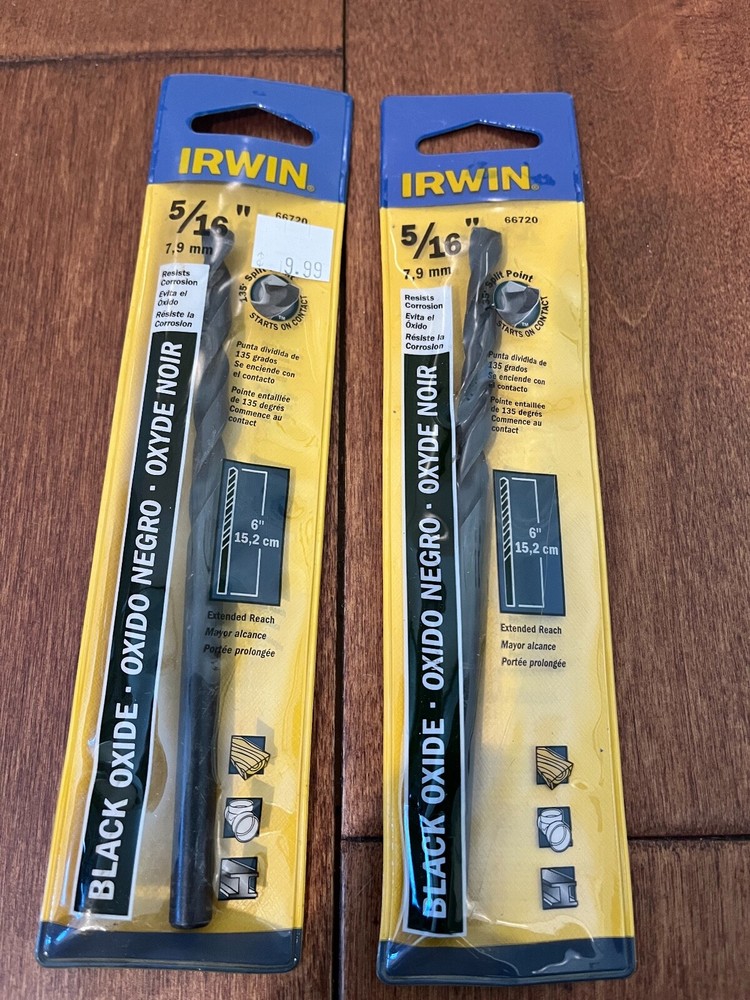 IRWIN®
5/16"
66720
7,9 mm
9.99
Resists
Corrosion
Evita el
Óxido
Résiste la
Corrosion
135° Split Point
STARTS ON CONTACT
Punta dividida de
135 grados
Se enciende con
el contacto
Pointe entaillée
de 135 degrés
Commence au
contact
BLACK OXIDE · OXIDO NEGRO · OXYDE NOIR
6"
15,2 cm
Extended Reach
Mayor alcance
Portée prolongée
IRWIN®
5/16"
66720
7,9 mm
Resists
Corrosion
Evita el
Óxido
Résiste la
Corrosion
135° Split Point
STARTS ON CONTACT
Punta dividida de
135 grados
Se enciende con
el contacto
Pointe entaillée
de 135 degrés
Commence au
contact
BLACK OXIDE · OXIDO NEGRO · OXYDE NOIR
6"
15,2 cm
Extended Reach
Mayor alcance
Portée prolongée